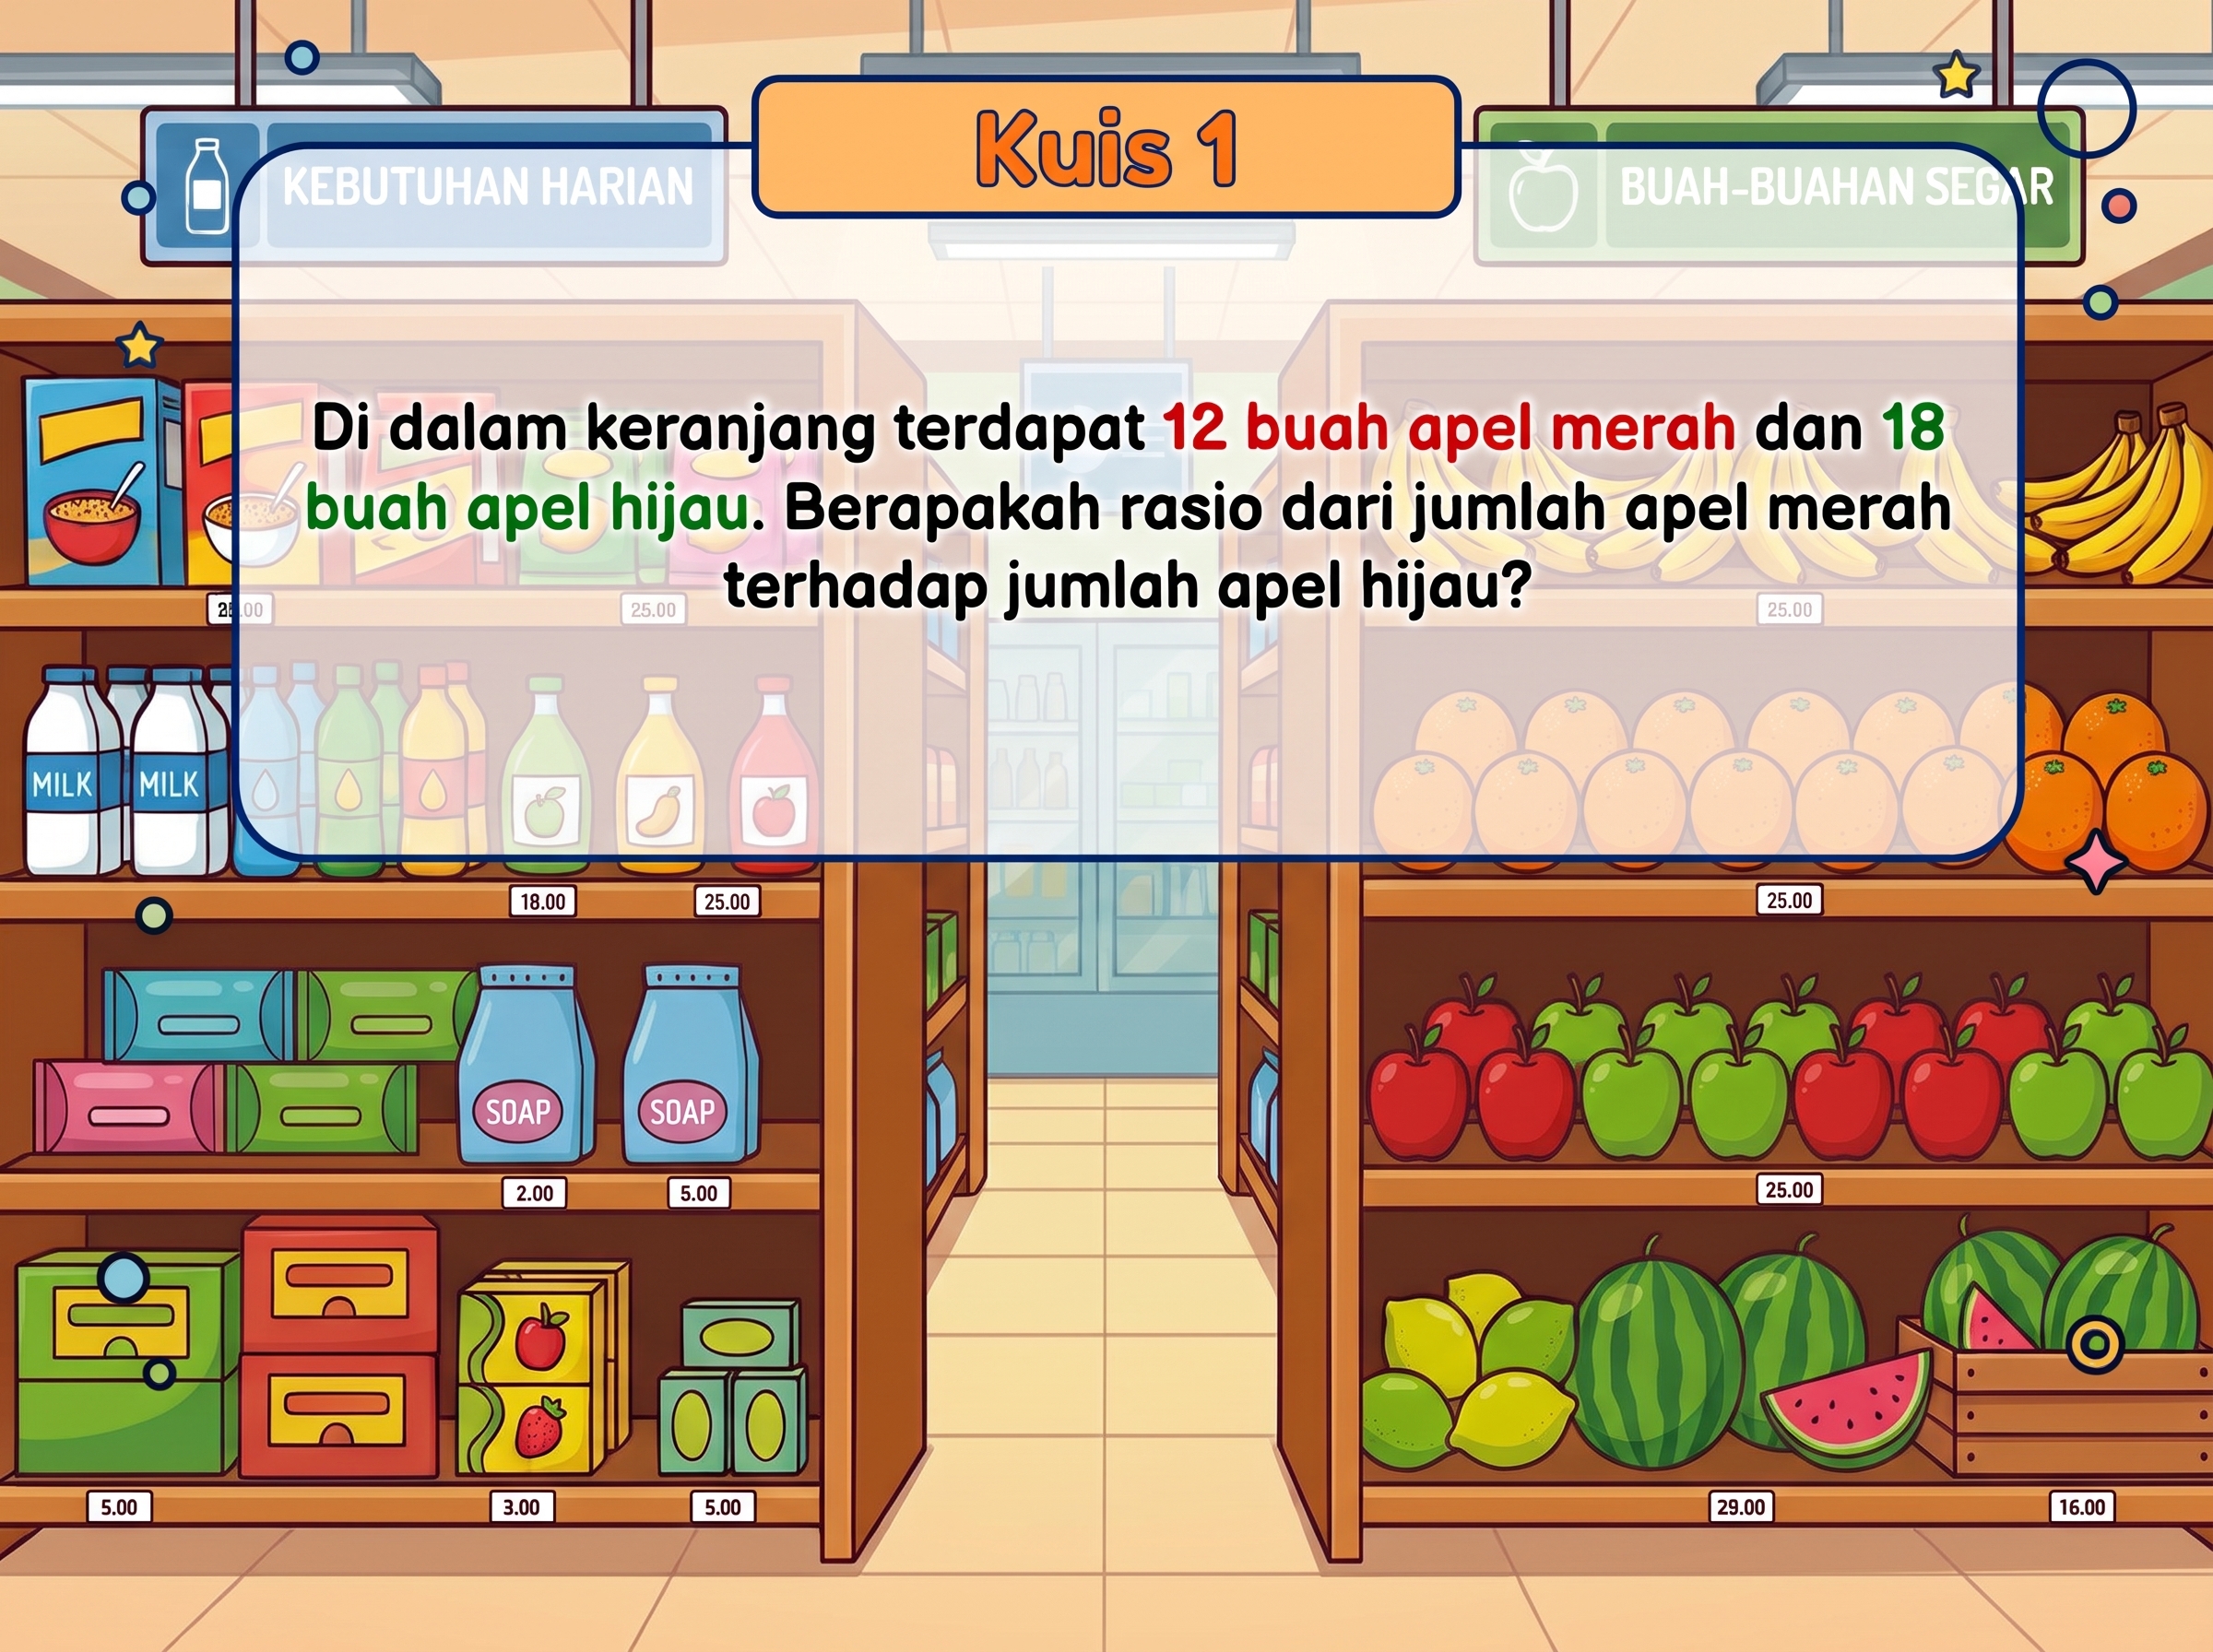 Kuis 1
KEBUTUHAN HARIAN
BUAH-BUAHAN SEGAR
Di dalam keranjang terdapat 12 buah apel merah dan 18
buah apel hijau. Berapakah rasio dari jumlah apel merah
terhadap jumlah apel hijau?
25.00
25.00
25.00
MILK
MILK
18.00
25.00
25.00
SOAP
SOAP
2.00
5.00
25.00
5.00
3.00
5.00
29.00
16.00